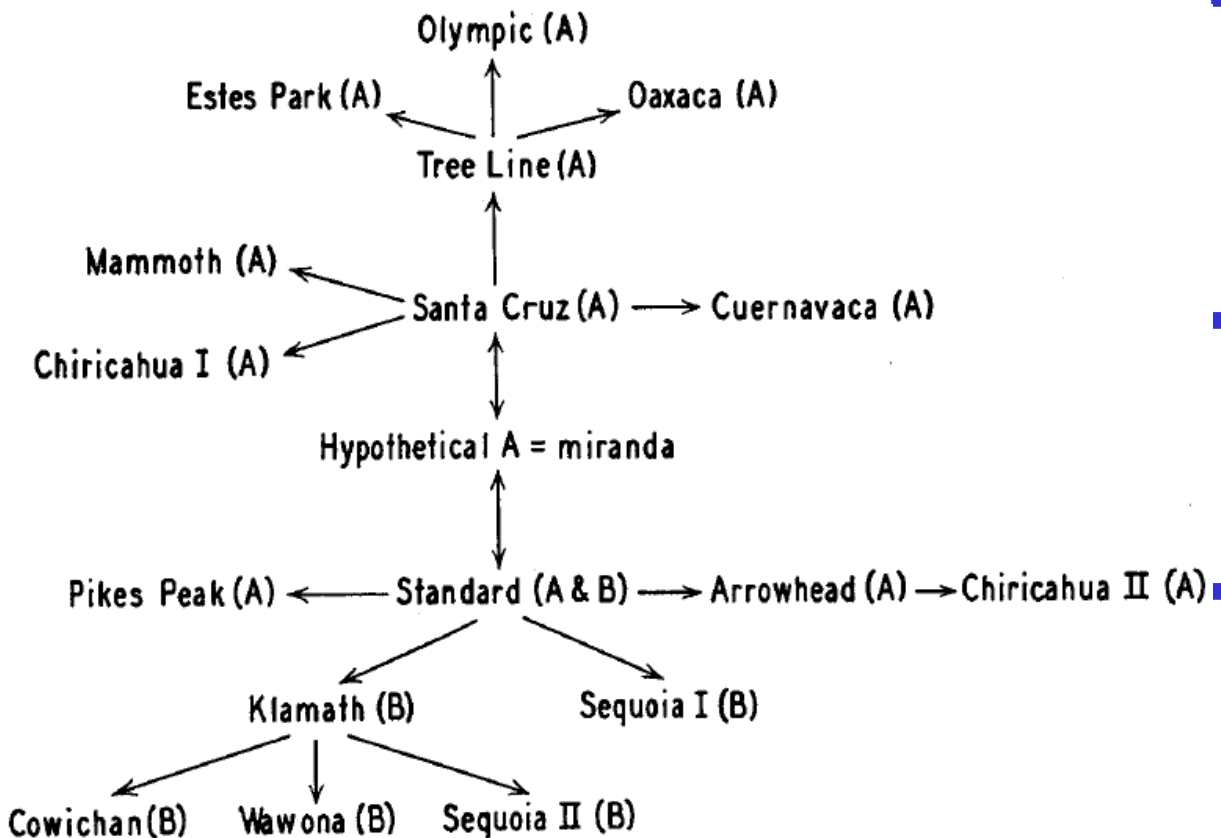 Olympic (A)
Estes Park (A)
Oaxaca (A)
Tree Line (A)
Mammoth (A)
Santa Cruz (A)
Cuernavaca (A)
Chiricahua I (A)
Hypothetical A = miranda
Pikes Peak (A)
Standard (A & B)
Arrowhead (A)
Chiricahua II (A)
Klamath (B)
Sequoia I (B)
Cowichan (B)
Wawona (B)
Sequoia II (B)